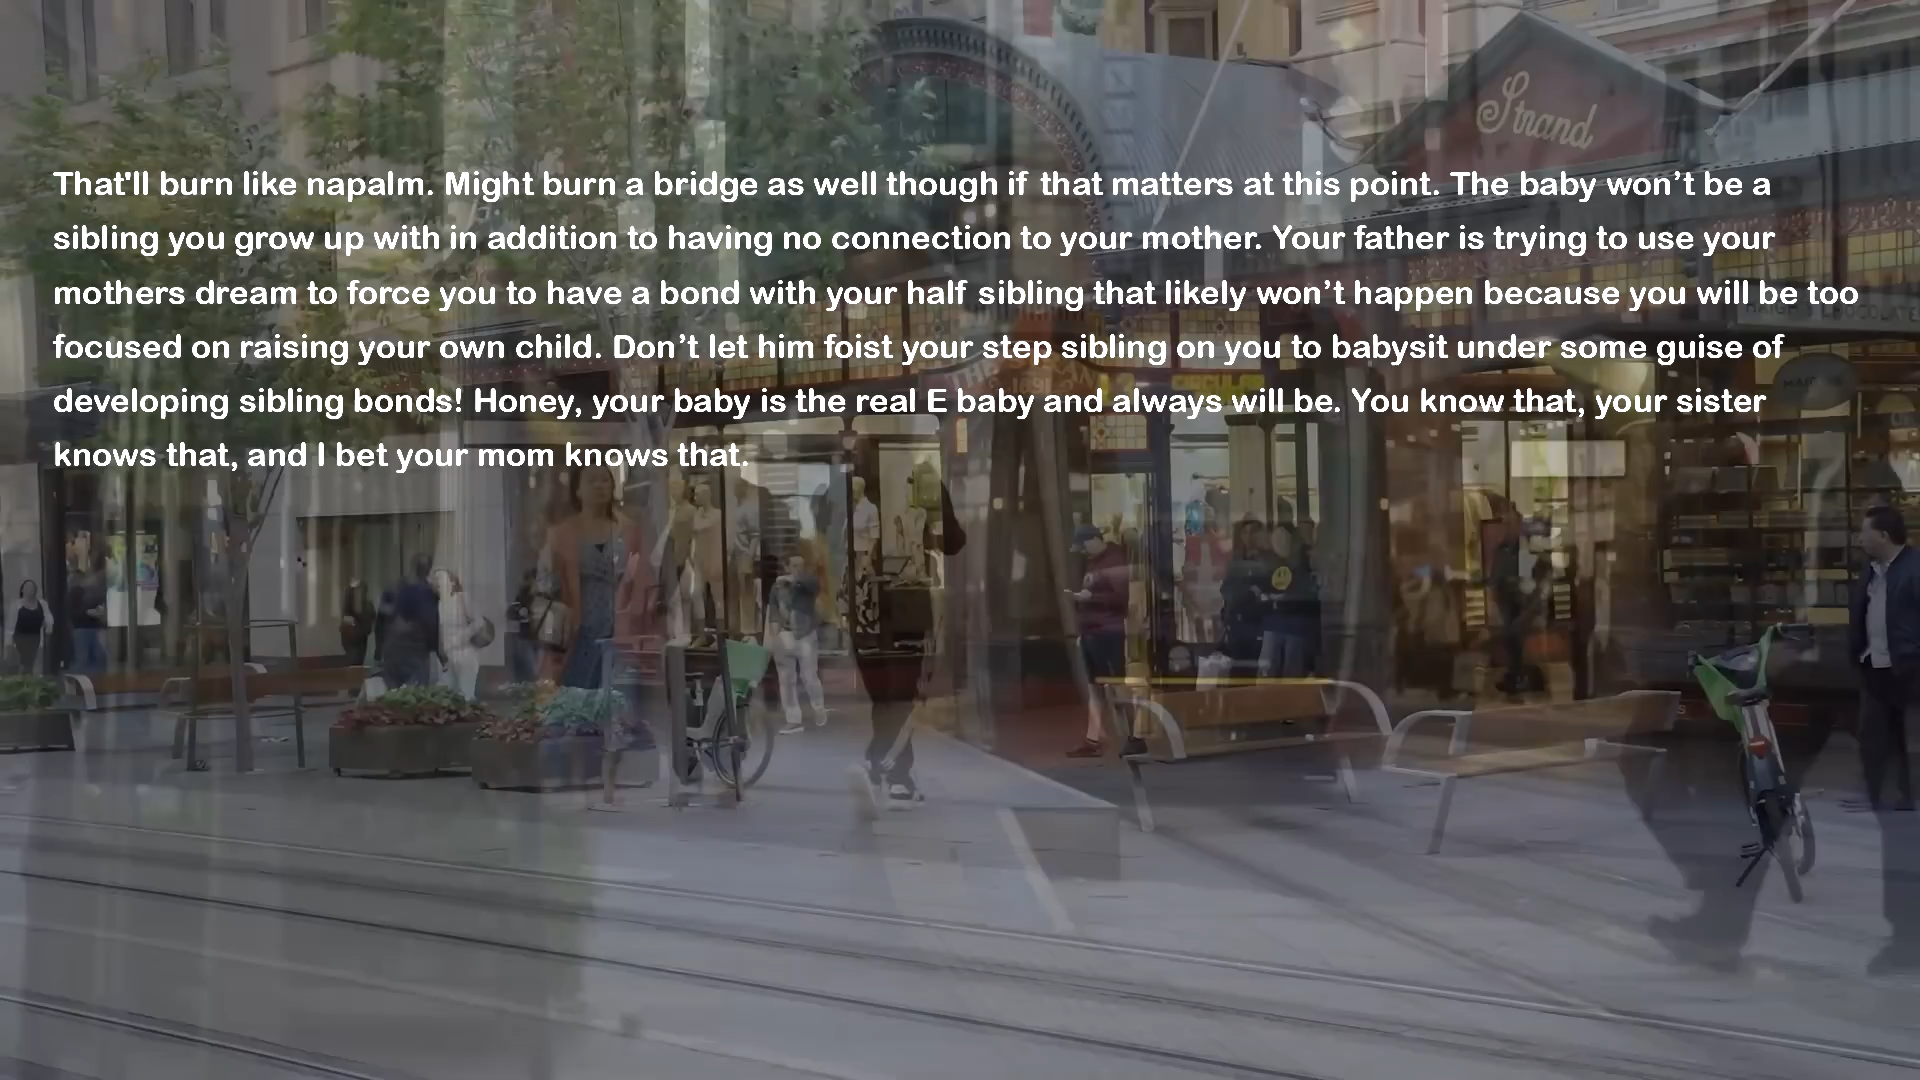 Strand
That'll burn like napalm. Might burn a bridge as well though if that matters at this point. The baby won’t be a
sibling you grow up with in addition to having no connection to your mother. Your father is trying to use your
mothers dream to force you to have a bond with your half sibling that likely won’t happen because you will be too
focused on raising your own child. Don’t let him foist your step sibling on you to babysit under some guise of
developing sibling bonds! Honey, your baby is the real E baby and always will be. You know that, your sister
knows that, and I bet your mom knows that.